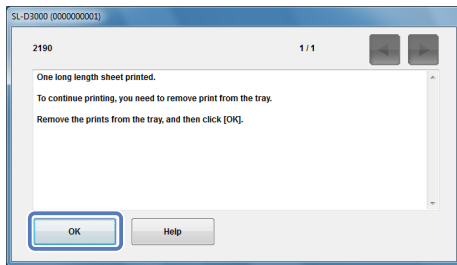 SL-D3000 (0000000001)
2190 1 / 1
One long length sheet printed.
To continue printing, you need to remove print from the tray.
Remove the prints from the tray, and then click [OK].
OK Help